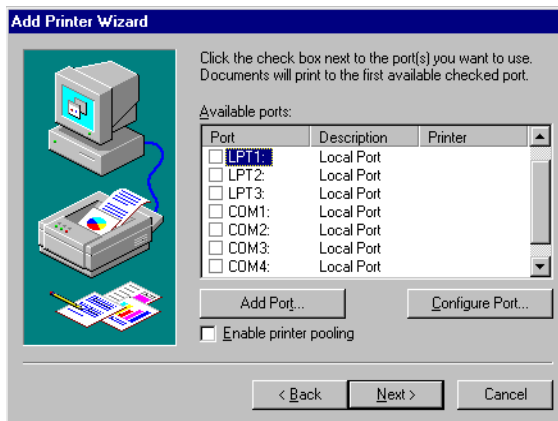 Add Printer Wizard
Click the check box next to the port(s) you want to use.
Documents will print to the first available checked port.
Available ports:
Port Description Printer
LPT1: Local Port
LPT2: Local Port
LPT3: Local Port
COM1: Local Port
COM2: Local Port
COM3: Local Port
COM4: Local Port
Add Port... Configure Port...
Enable printer pooling
< Back Next > Cancel